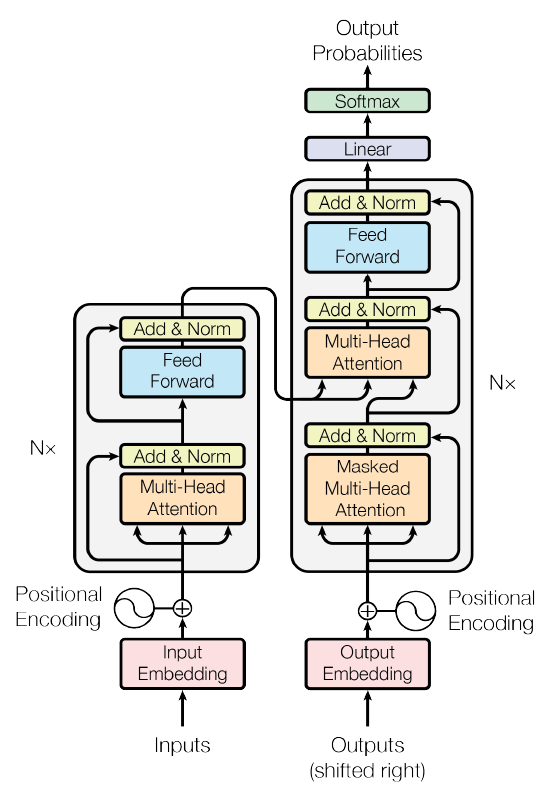 Output
Probabilities
Softmax
Linear
Add & Norm
Feed
Forward
Add & Norm
Multi-Head
Attention
Add & Norm
Masked
Multi-Head
Attention
N×
Add & Norm
Feed
Forward
Add & Norm
Multi-Head
Attention
N×
Positional
Encoding
Input
Embedding
Inputs
Positional
Encoding
Output
Embedding
Outputs
(shifted right)